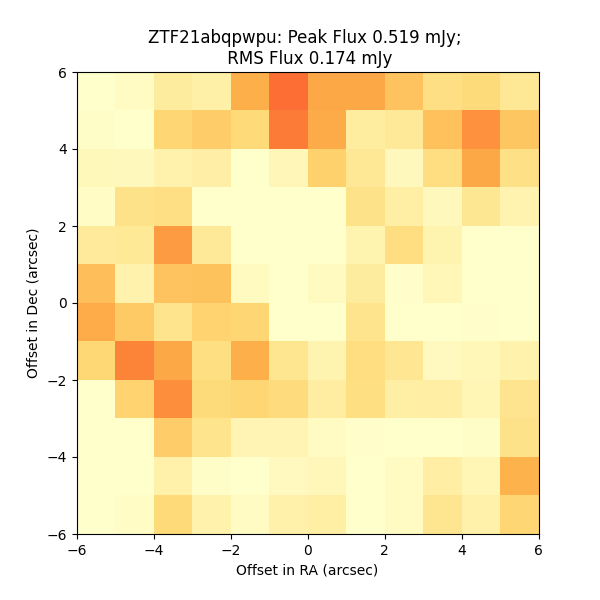 ZTF21abqpwpu: Peak Flux 0.519 mJy;
RMS Flux 0.174 mJy
6
4
2
0
−2
−4
−6
Offset in Dec (arcsec)
−6 −4 −2 0 2 4 6
Offset in RA (arcsec)